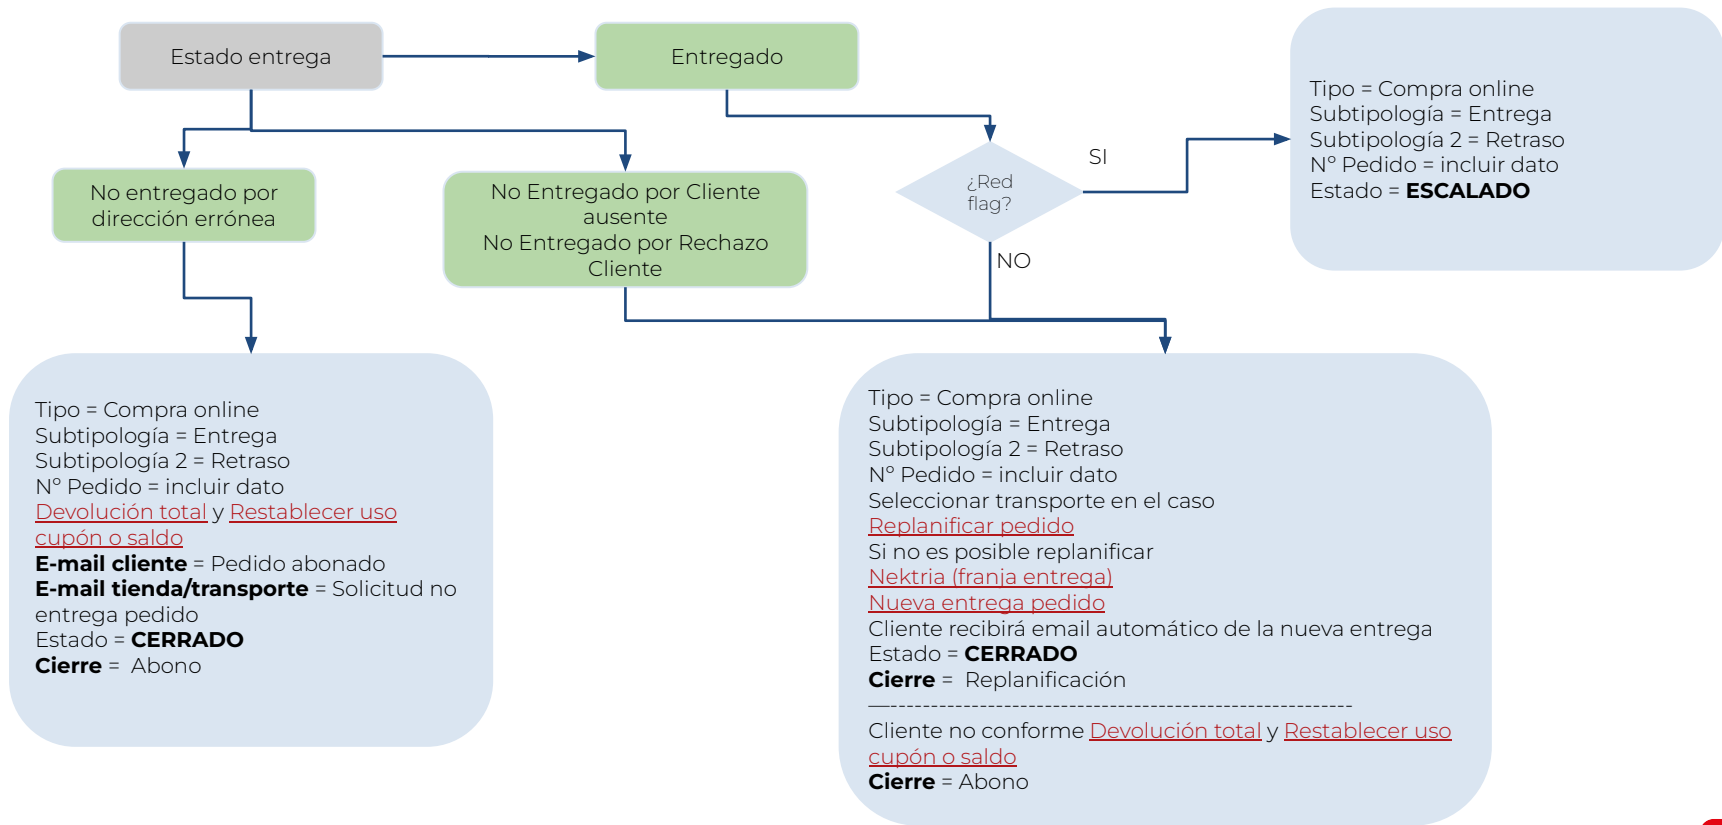 Estado entrega
Entregado
Tipo = Compra online
Subtipología = Entrega
Subtipología 2 = Retraso
Nº Pedido = incluir dato
Estado = ESCALADO
SI
¿Red
flag?
NO
No entregado por
dirección errónea
No Entregado por Cliente
ausente
No Entregado por Rechazo
Cliente
Tipo = Compra online
Subtipología = Entrega
Subtipología 2 = Retraso
Nº Pedido = incluir dato
Devolución total y Restablecer uso
cupón o saldo
E-mail cliente = Pedido abonado
E-mail tienda/transporte = Solicitud no
entrega pedido
Estado = CERRADO
Cierre = Abono
Tipo = Compra online
Subtipología = Entrega
Subtipología 2 = Retraso
Nº Pedido = incluir dato
Seleccionar transporte en el caso
Replanificar pedido
Si no es posible replanificar
Nektria (franja entrega)
Nueva entrega pedido
Cliente recibirá email automático de la nueva entrega
Estado = CERRADO
Cierre = Replanificación
—---------------------------------------------------------
Cliente no conforme Devolución total y Restablecer uso
cupón o saldo
Cierre = Abono